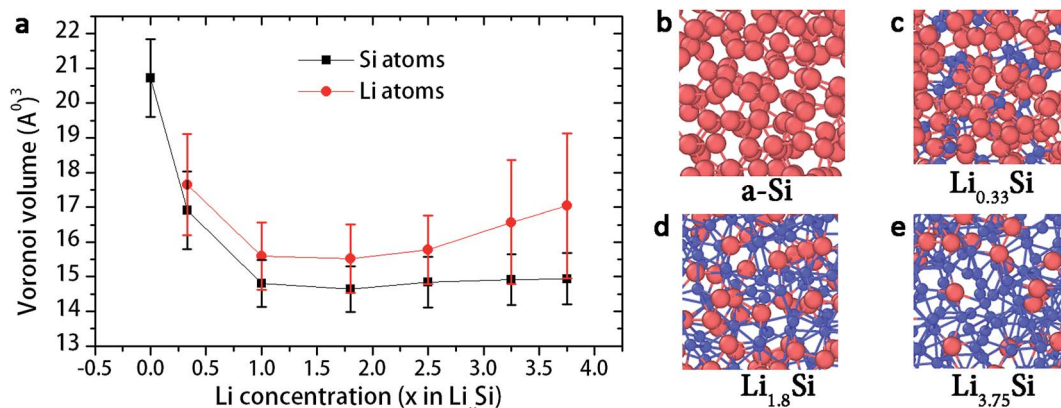 a
22
21
20
19
18
17
16
15
14
13
-0.5 0.0 0.5 1.0 1.5 2.0 2.5 3.0 3.5 4.0
Voronoi volume (A⁰)³
Si atoms
Li atoms
Li concentration (x in LiₓSi)
b
a-Si
c
Li₀.₃₃Si
d
Li₁.₈Si
e
Li₃.₇₅Si